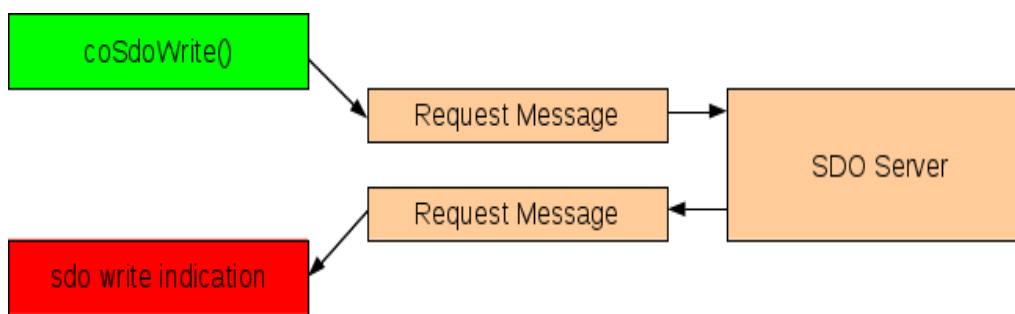 coSdoWrite()
Request Message
SDO Server
Request Message
sdo write indication